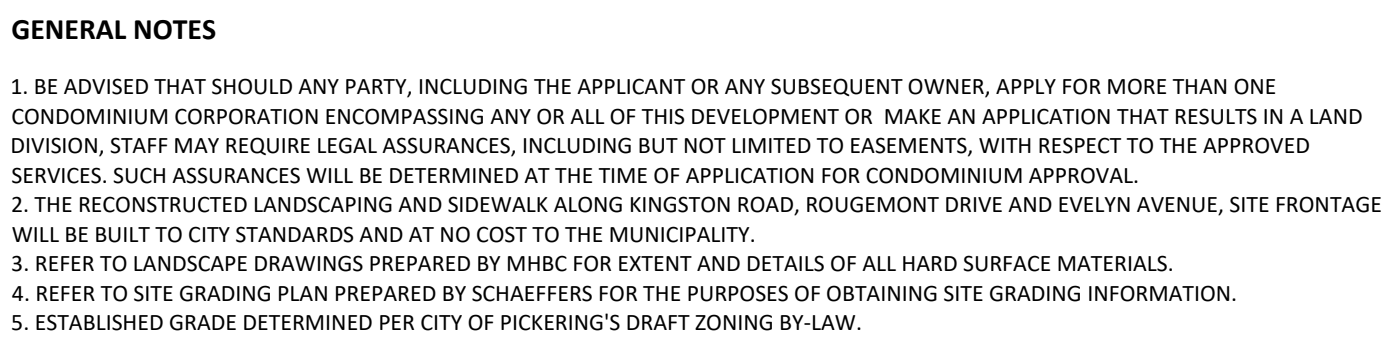 GENERAL NOTES
1. BE ADVISED THAT SHOULD ANY PARTY, INCLUDING THE APPLICANT OR ANY SUBSEQUENT OWNER, APPLY FOR MORE THAN ONE
CONDOMINIUM CORPORATION ENCOMPASSING ANY OR ALL OF THIS DEVELOPMENT OR  MAKE AN APPLICATION THAT RESULTS IN A LAND
DIVISION, STAFF MAY REQUIRE LEGAL ASSURANCES, INCLUDING BUT NOT LIMITED TO EASEMENTS, WITH RESPECT TO THE APPROVED
SERVICES. SUCH ASSURANCES WILL BE DETERMINED AT THE TIME OF APPLICATION FOR CONDOMINIUM APPROVAL.
2. THE RECONSTRUCTED LANDSCAPING AND SIDEWALK ALONG KINGSTON ROAD, ROUGEMONT DRIVE AND EVELYN AVENUE, SITE FRONTAGE
WILL BE BUILT TO CITY STANDARDS AND AT NO COST TO THE MUNICIPALITY.
3. REFER TO LANDSCAPE DRAWINGS PREPARED BY MHBC FOR EXTENT AND DETAILS OF ALL HARD SURFACE MATERIALS.
4. REFER TO SITE GRADING PLAN PREPARED BY SCHAEFFERS FOR THE PURPOSES OF OBTAINING SITE GRADING INFORMATION.
5. ESTABLISHED GRADE DETERMINED PER CITY OF PICKERING'S DRAFT ZONING BY-LAW.